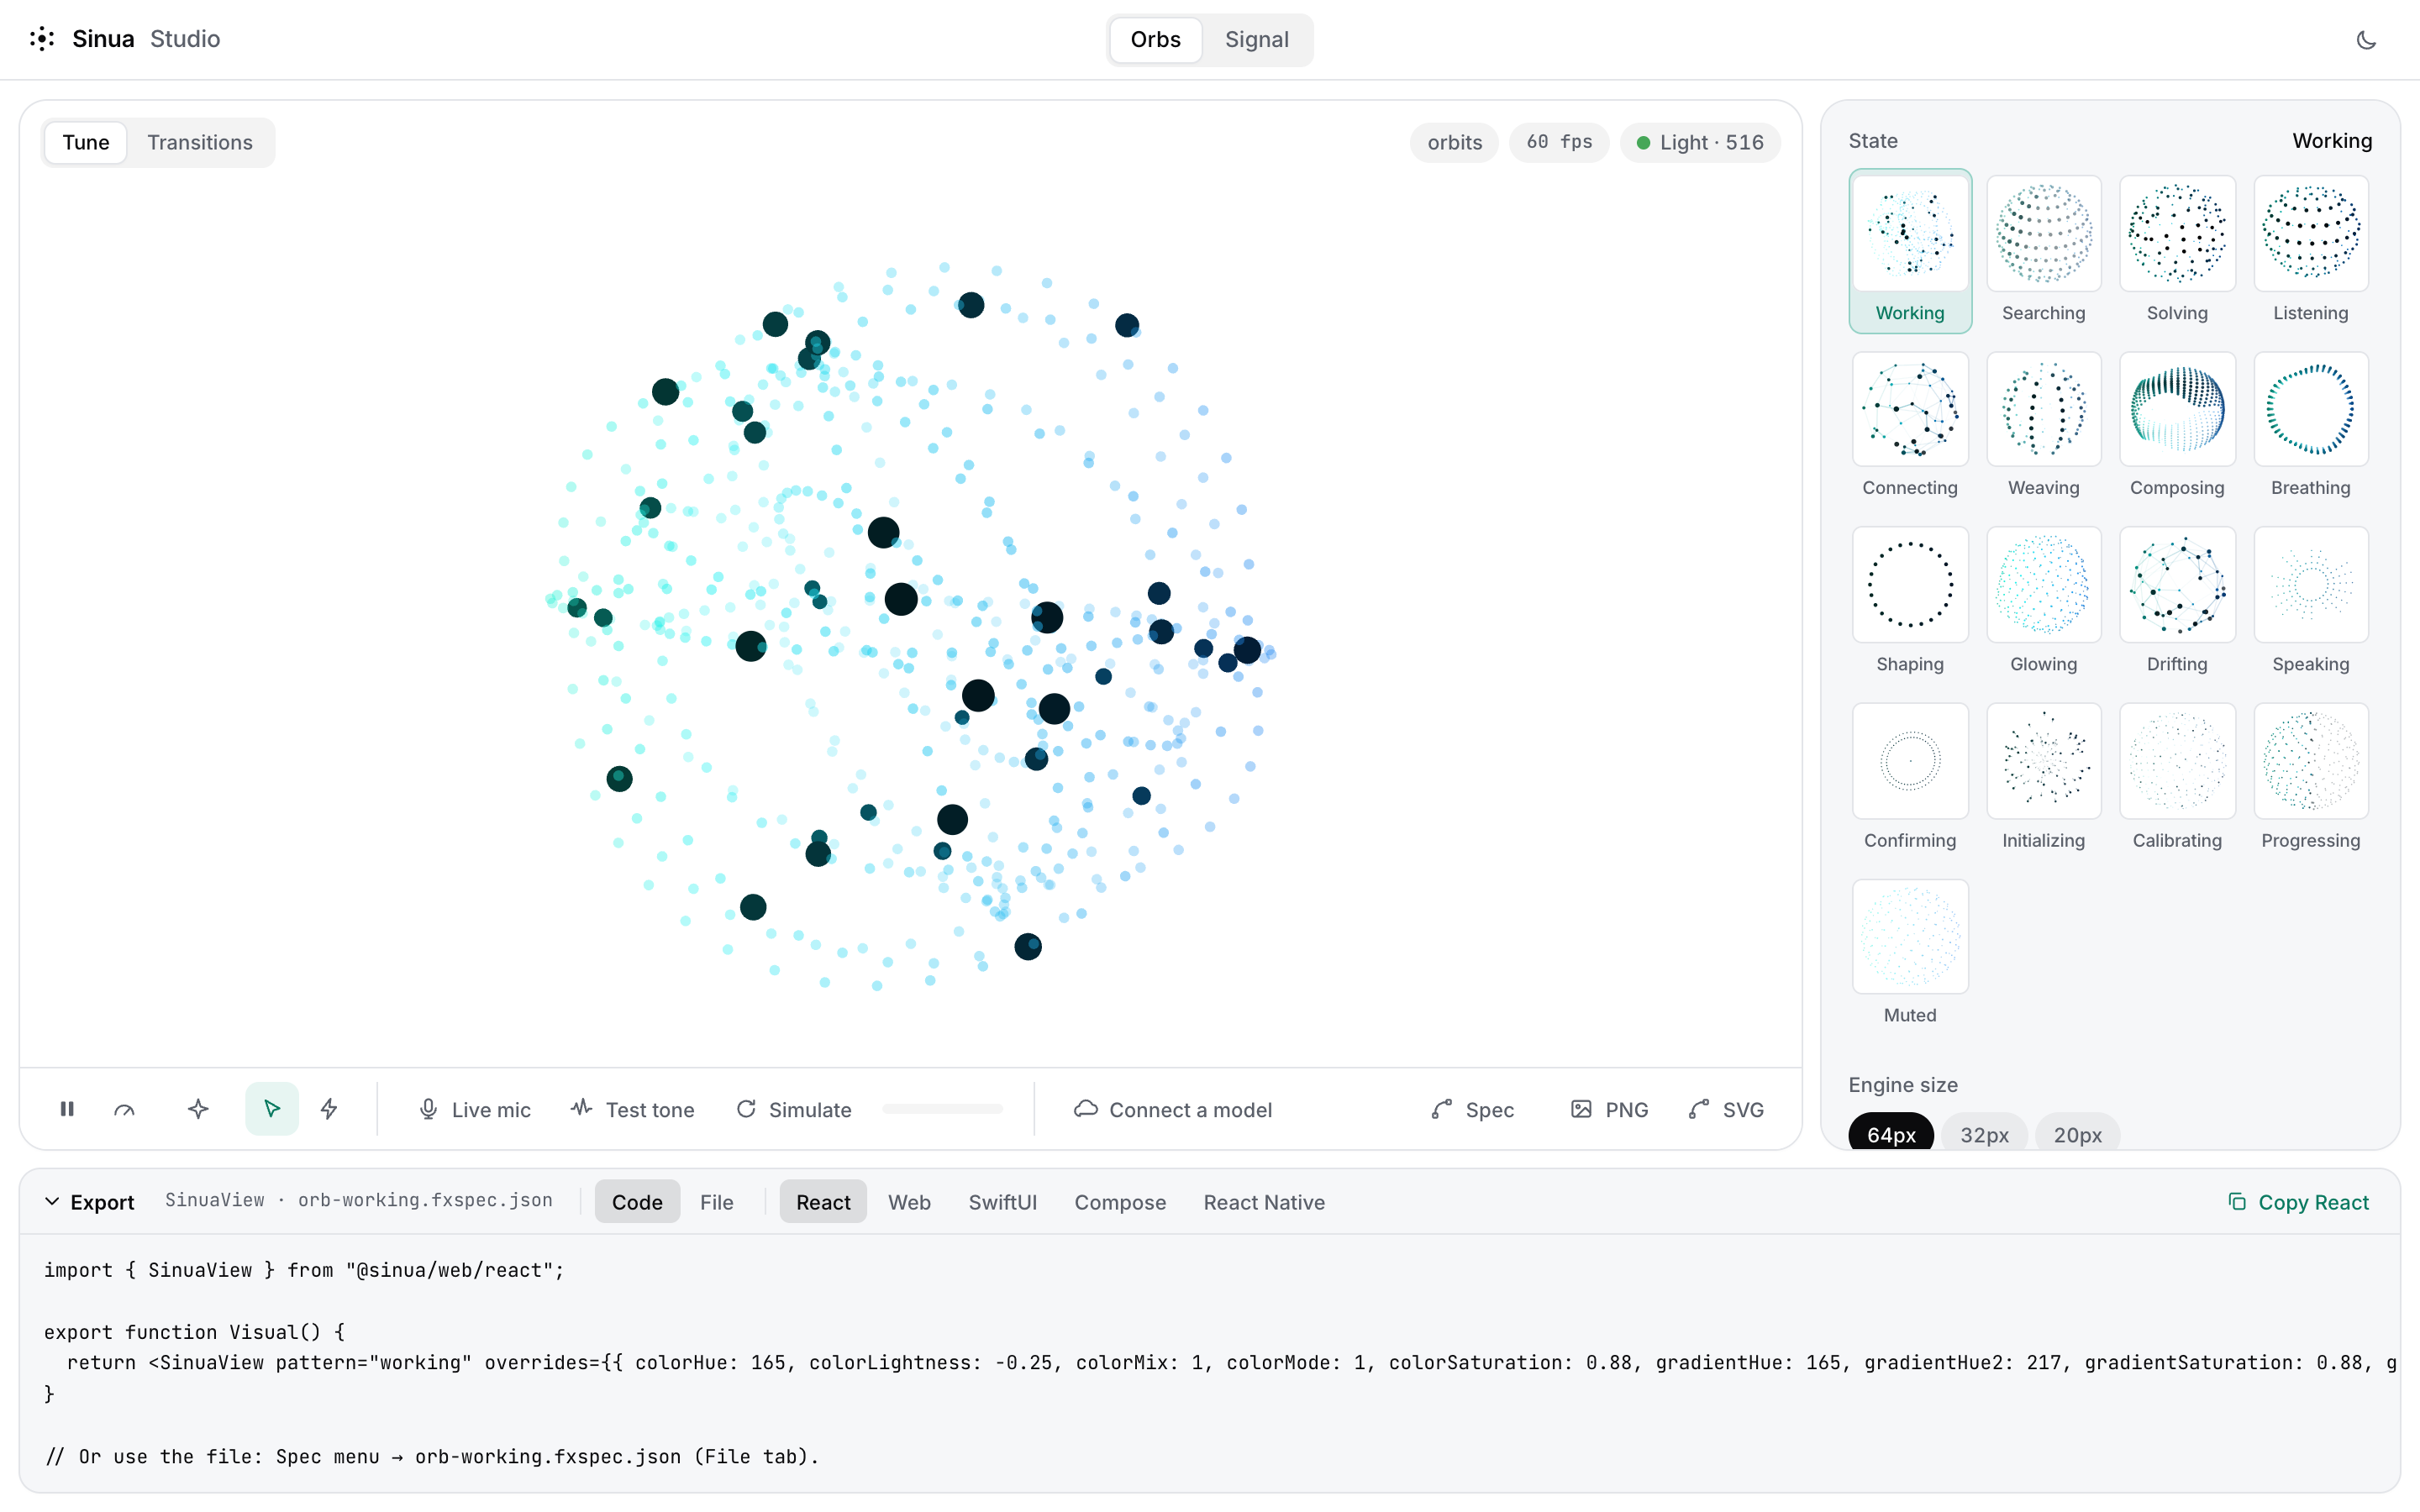 Sinua Studio
Orbs Signal
Tune Transitions
orbits 60 fps Light · 516
State Working
Working Searching Solving Listening
Connecting Weaving Composing Breathing
Shaping Glowing Drifting Speaking
Confirming Initializing Calibrating Progressing
Muted
Engine size
64px 32px 20px
Live mic Test tone Simulate Connect a model Spec PNG SVG
Export SinuaView · orb-working.fxspec.json Code File React Web SwiftUI Compose React Native Copy React
import { SinuaView } from "@sinua/web/react";
export function Visual() {
  return <SinuaView pattern="working" overrides={{ colorHue: 165, colorLightness: -0.25, colorMix: 1, colorMode: 1, colorSaturation: 0.88, gradientHue: 165, gradientHue2: 217, gradientSaturation: 0.88, g
}
// Or use the file: Spec menu → orb-working.fxspec.json (File tab).